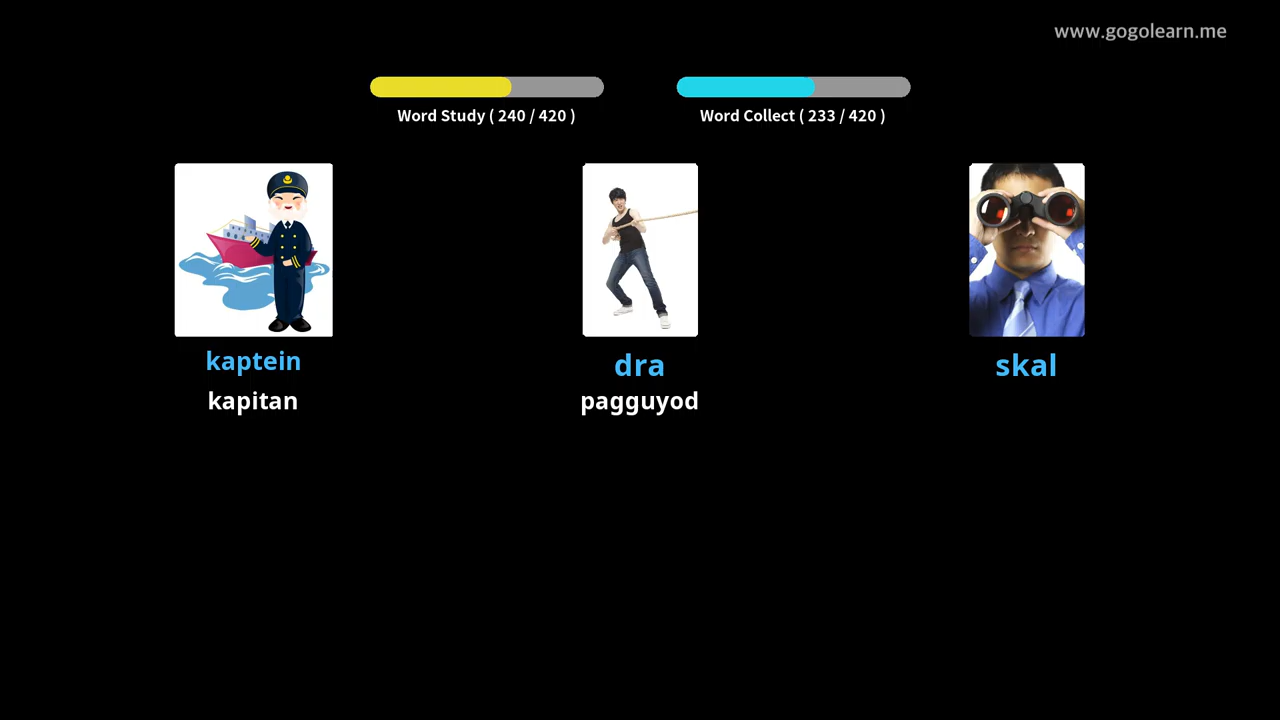 www.gogolearn.me
Word Study ( 240 / 420 )
Word Collect ( 233 / 420 )
kaptein
dra
skal
kapitan
pagguyod